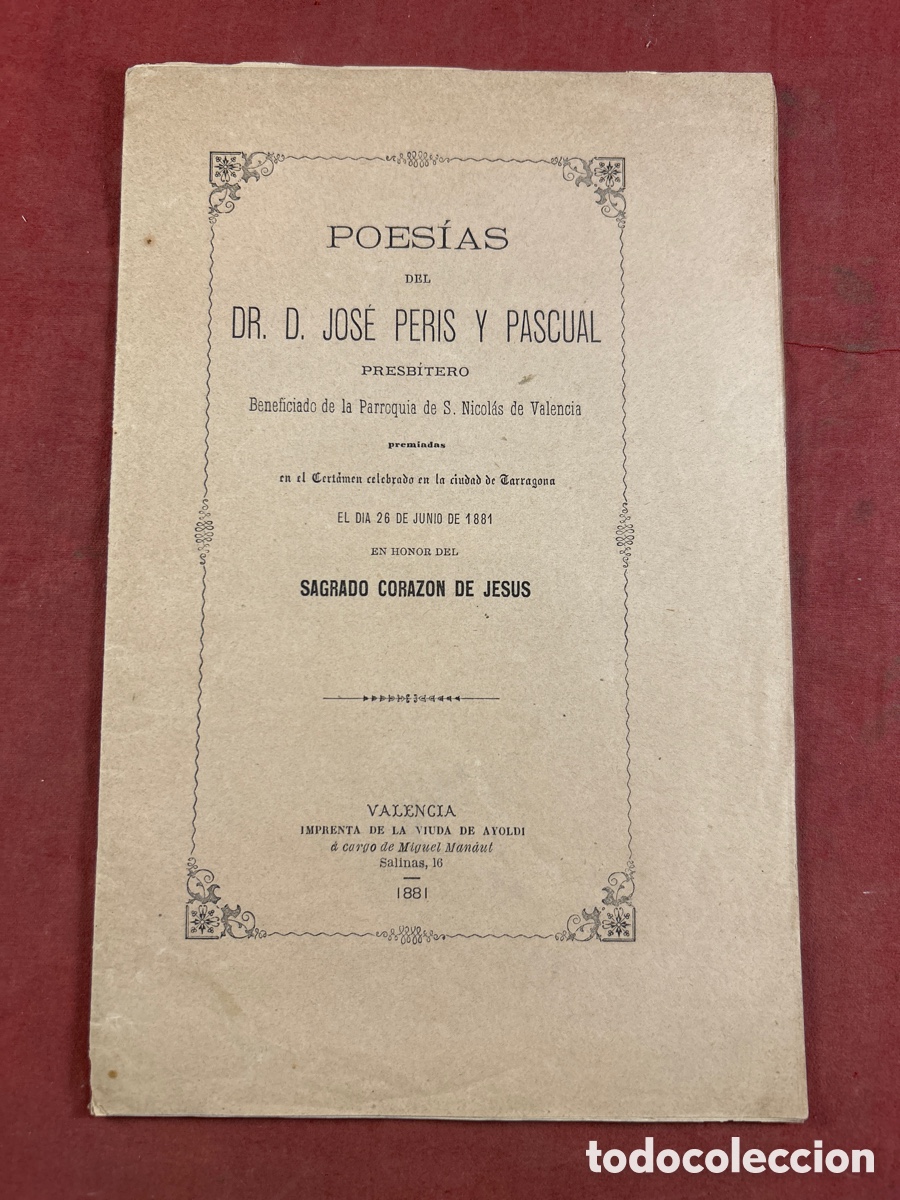 POESÍAS
DEL
DR. D. JOSÉ PERIS Y PASCUAL
PRESBÍTERO
Beneficiado de la Parroquia de S. Nicolás de Valencia
premiadas
en el Certámen celebrado en la ciudad de Tarragona
EL DIA 26 DE JUNIO DE 1881
EN HONOR DEL
SAGRADO CORAZON DE JESUS
VALENCIA
IMPRENTA DE LA VIUDA DE AYOLDI
á cargo de Miguel Manáut
Salinas, 16
1881
todocoleccion